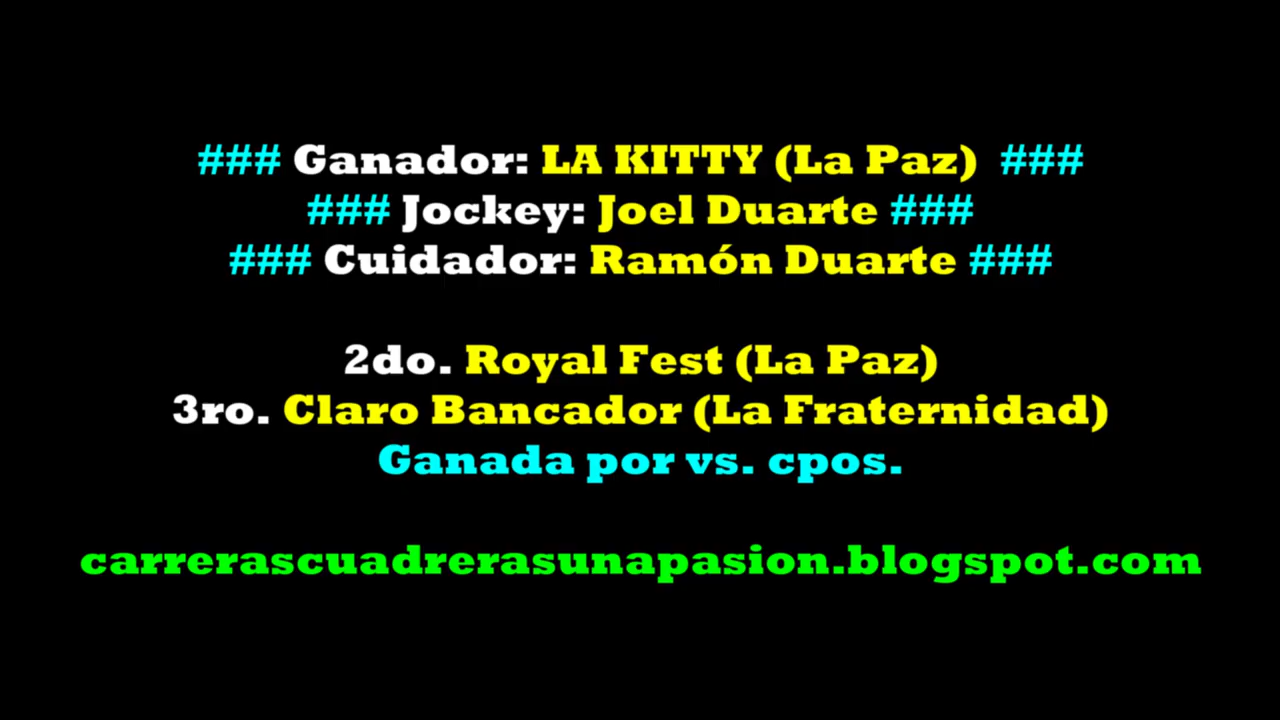 ### Ganador: LA KITTY (La Paz) ###
### Jockey: Joel Duarte ###
### Cuidador: Ramón Duarte ###
2do. Royal Fest (La Paz)
3ro. Claro Bancador (La Fraternidad)
Ganada por vs. cpos.
carrerascuadrerasunapasion.blogspot.com